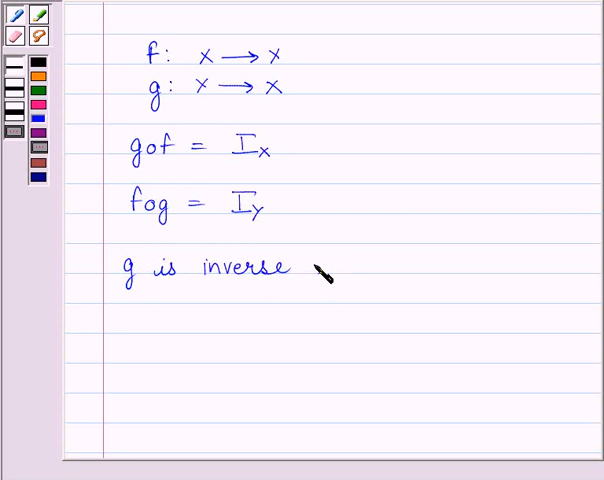 f: X → X
g: X → X
gof = I_X
fog = I_Y
g is inverse